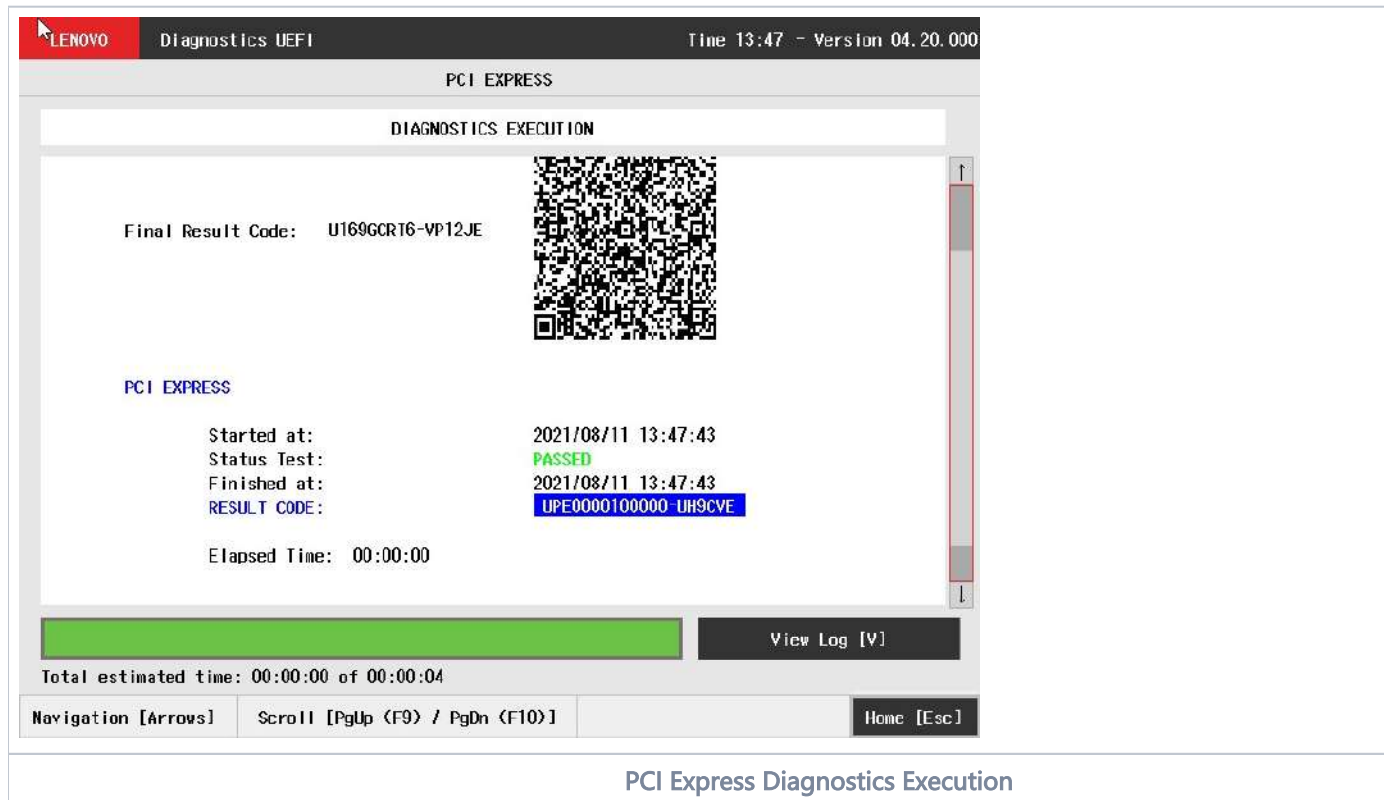 LENOVO Diagnostics UEFI Time 13:47 - Version 04.20.000
PCI EXPRESS
DIAGNOSTICS EXECUTION
Final Result Code: U169GCRT6-VP12JE
PCI EXPRESS
Started at: 2021/08/11 13:47:43
Status Test: PASSED
Finished at: 2021/08/11 13:47:43
RESULT CODE: UPE0000100000-UH9CVE
Elapsed Time: 00:00:00
View Log [V]
Total estimated time: 00:00:00 of 00:00:04
Navigation [Arrows] Scroll [PgUp (F9) / PgDn (F10)] Home [Esc]
PCI Express Diagnostics Execution